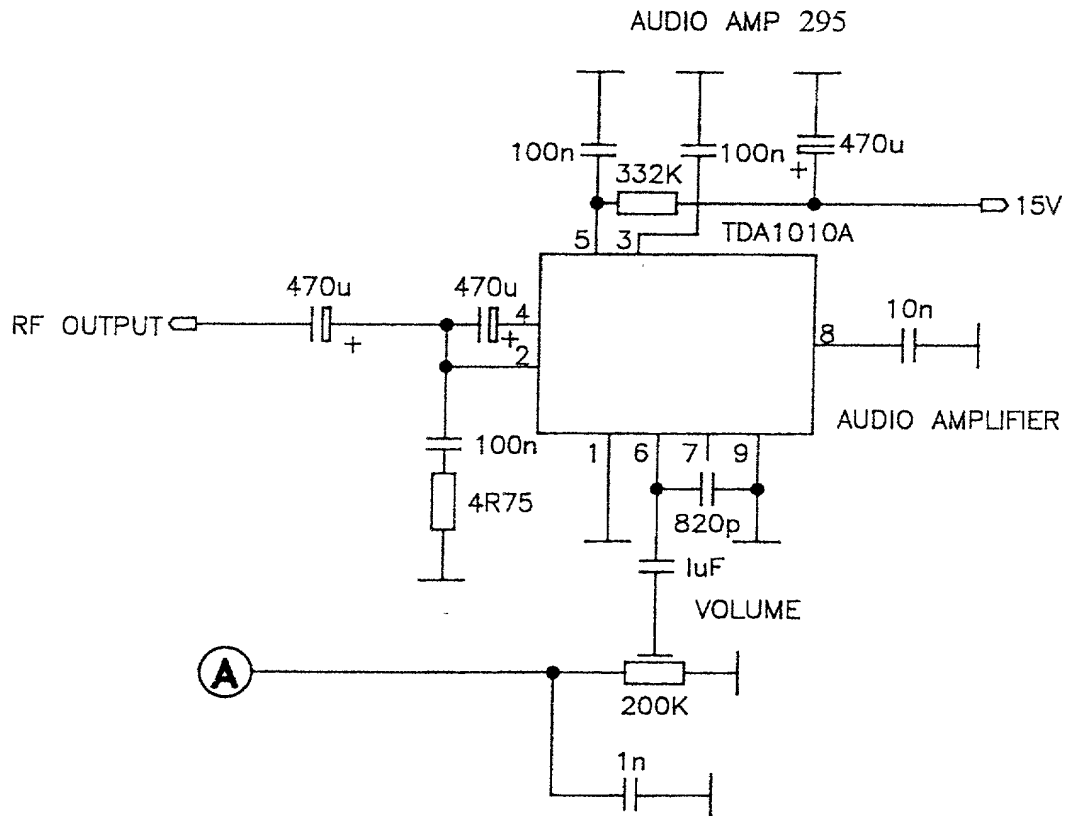 AUDIO AMP 295
100n
100n
470u
+
332K
15V
5
3
TDA1010A
470u
470u
RF OUTPUT
+
+
4
2
8
10n
AUDIO AMPLIFIER
100n
4R75
1
6
7
9
820p
1uF
VOLUME
A
200K
1n